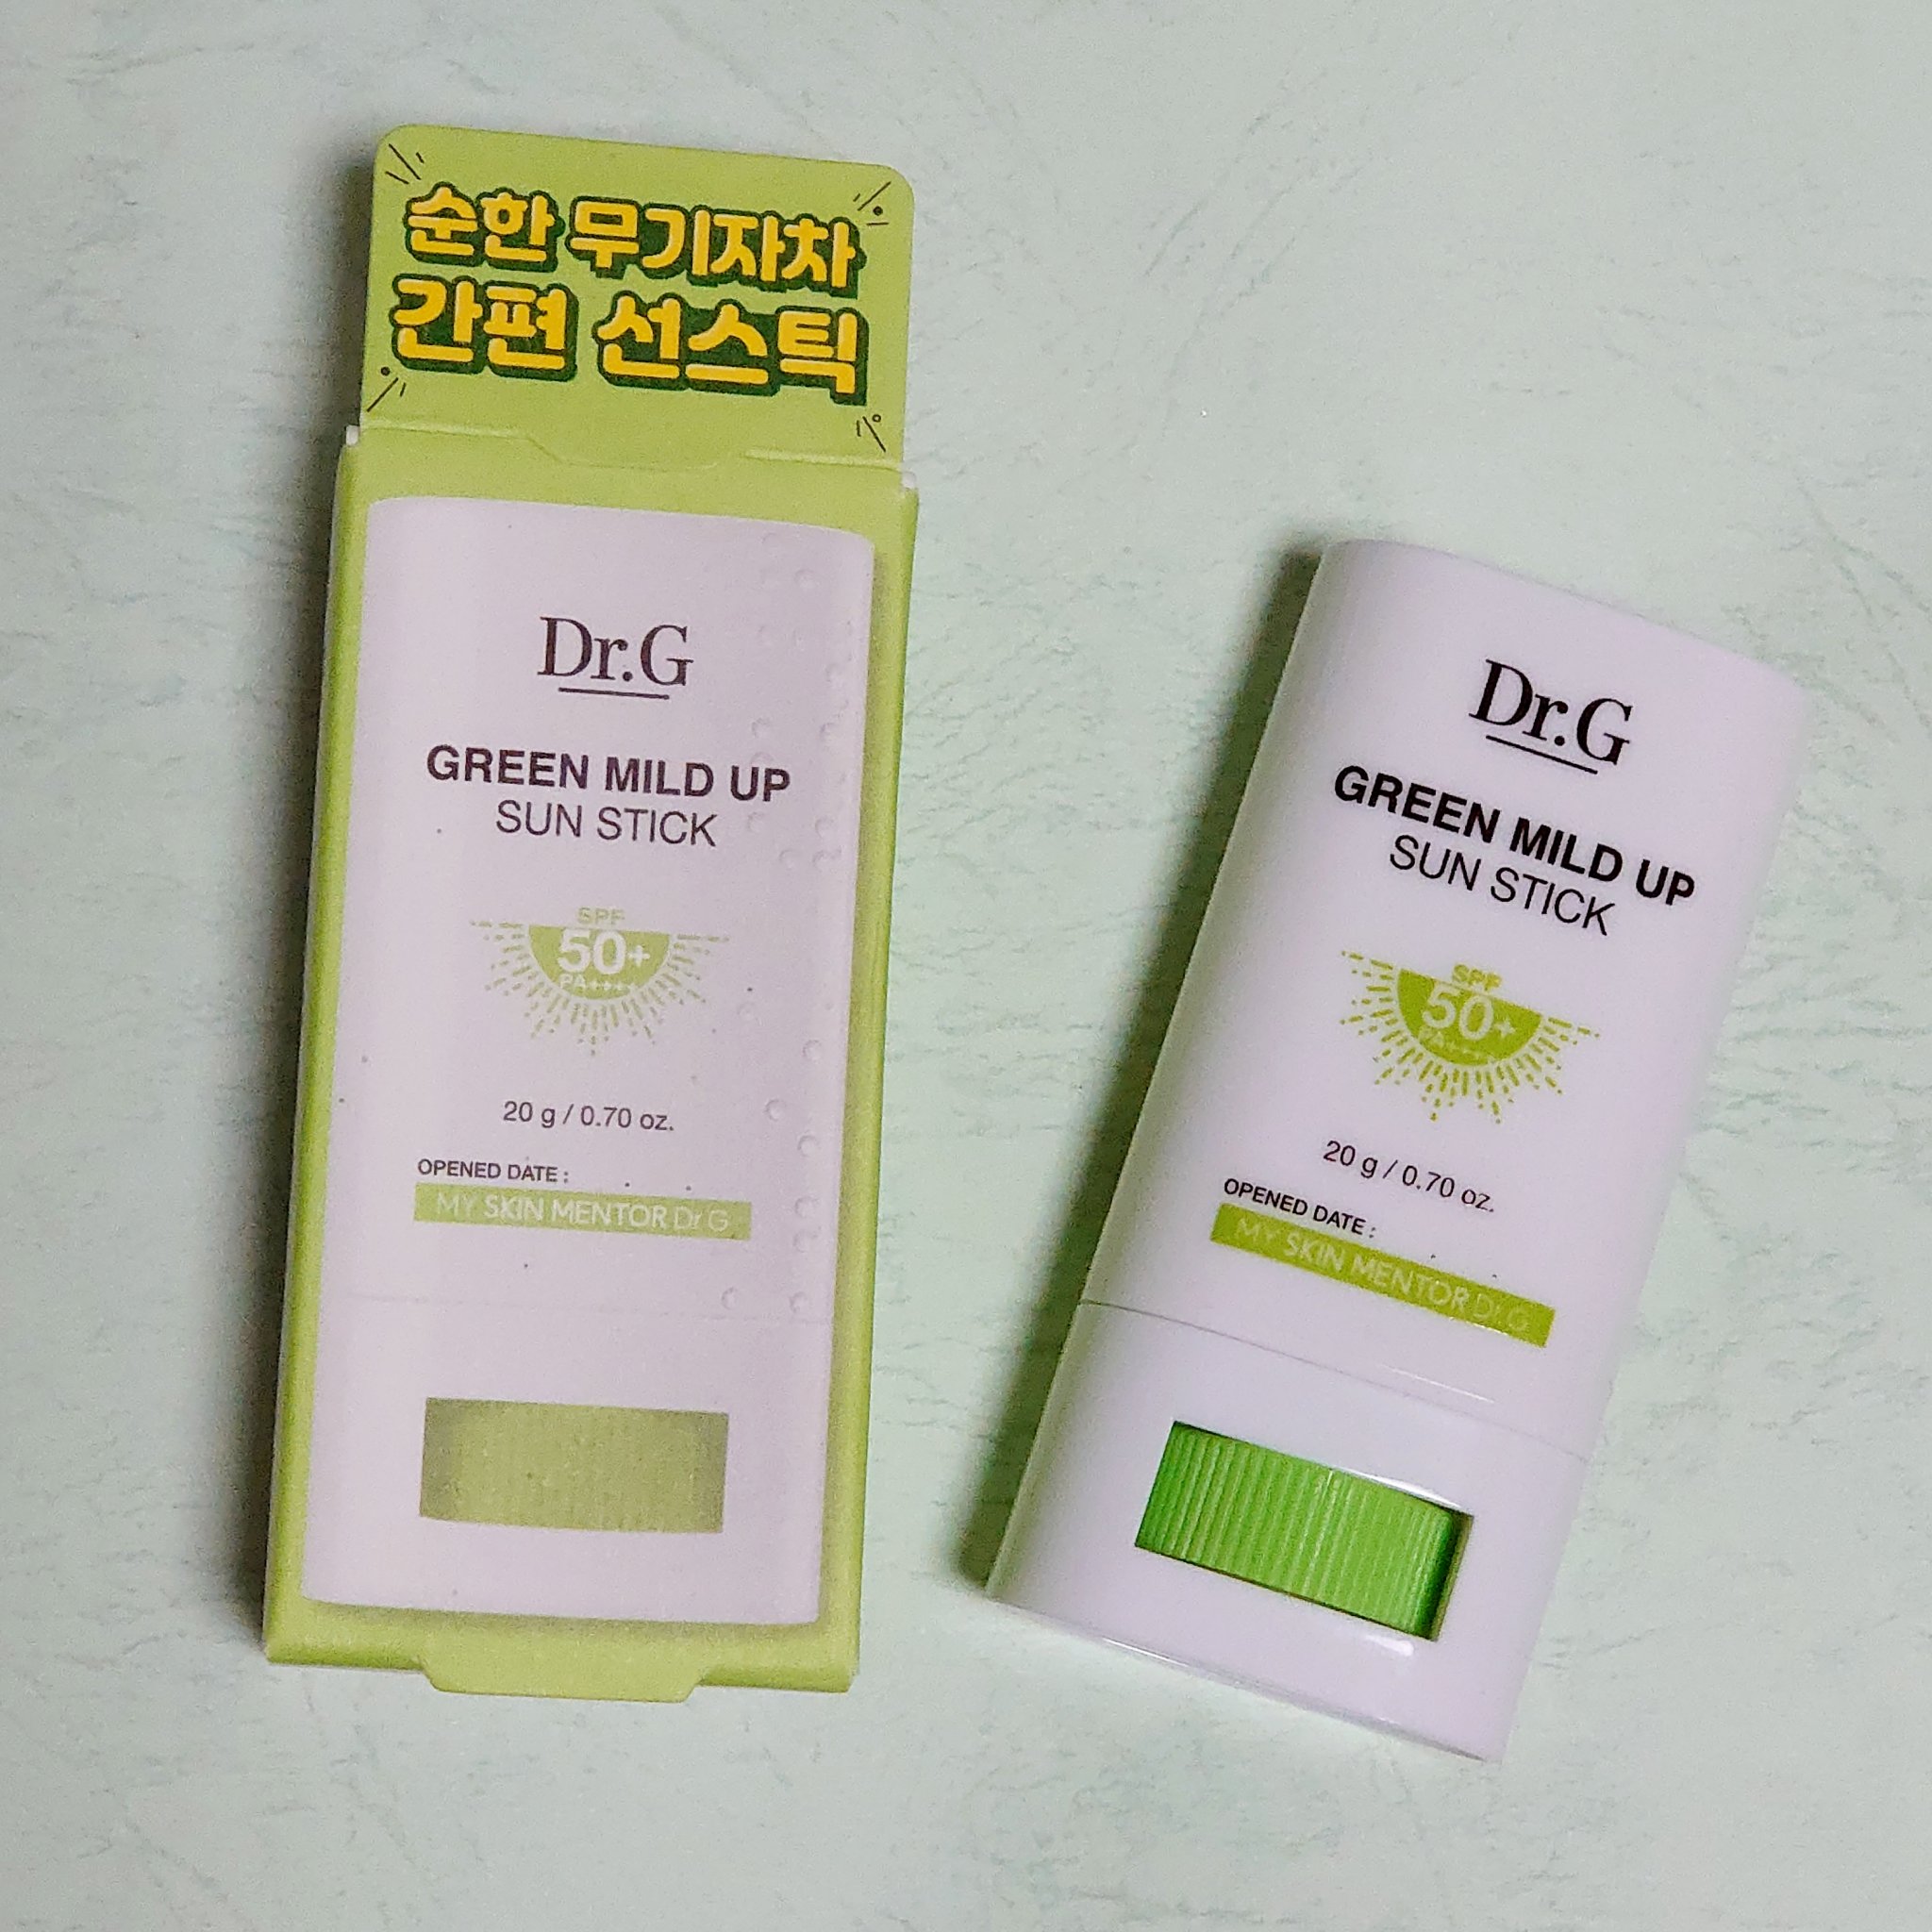 순한 무기자차
간편 선스틱
Dr.G
GREEN MILD UP
SUN STICK
SPF
50+
PA++++
20 g / 0.70 oz.
OPENED DATE :
MY SKIN MENTOR Dr.G
Dr.G
GREEN MILD UP
SUN STICK
SPF
50+
PA++++
20 g / 0.70 oz.
OPENED DATE :
MY SKIN MENTOR Dr.G